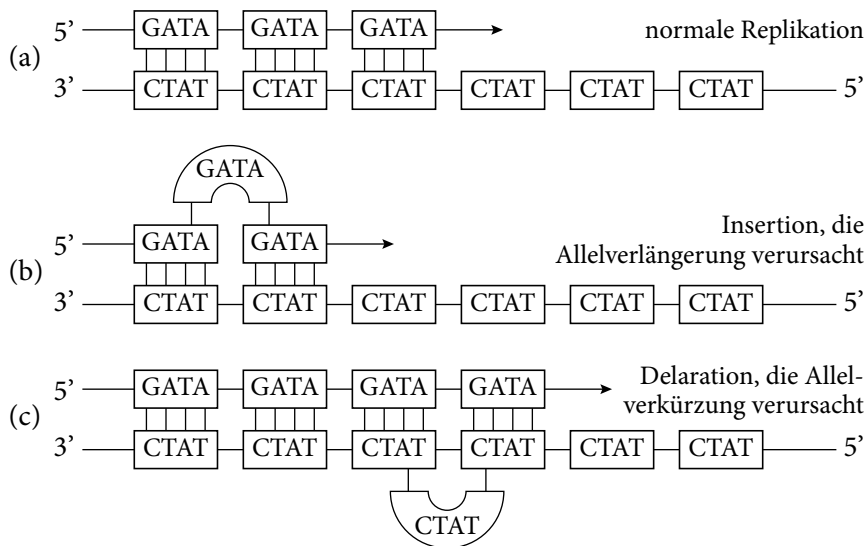 5’ GATA GATA GATA normale Replikation
(a)
3’ CTAT CTAT CTAT CTAT CTAT CTAT 5’
GATA
5’ GATA GATA Insertion, die
Allelverlängerung verursacht
(b)
3’ CTAT CTAT CTAT CTAT CTAT CTAT 5’
5’ GATA GATA GATA GATA Delaration, die Allel-
verkürzung verursacht
(c)
3’ CTAT CTAT CTAT CTAT CTAT CTAT 5’
CTAT